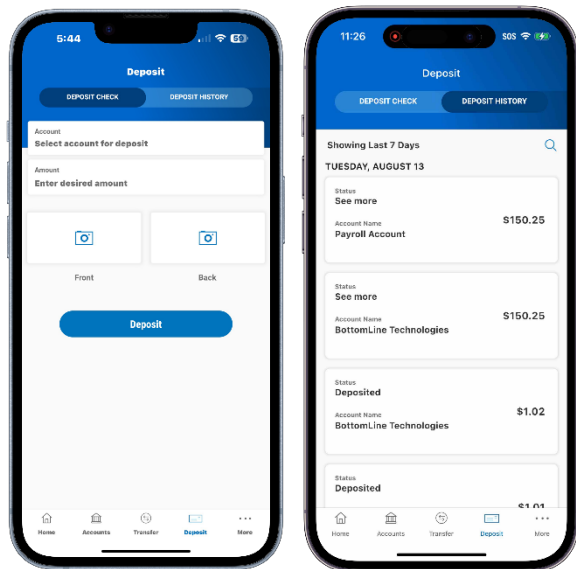 5:44
59
Deposit
DEPOSIT CHECK
DEPOSIT HISTORY
Account
Select account for deposit
Amount
Enter desired amount
Front
Back
Deposit
Home
Accounts
Transfer
Deposit
More
11:26
SOS
Deposit
DEPOSIT CHECK
DEPOSIT HISTORY
Showing Last 7 Days
TUESDAY, AUGUST 13
Status
See more
$150.25
Account Name
Payroll Account
Status
See more
$150.25
Account Name
BottomLine Technologies
Status
Deposited
$1.02
Account Name
BottomLine Technologies
Status
Deposited
$1.01
Home
Accounts
Transfer
Deposit
More